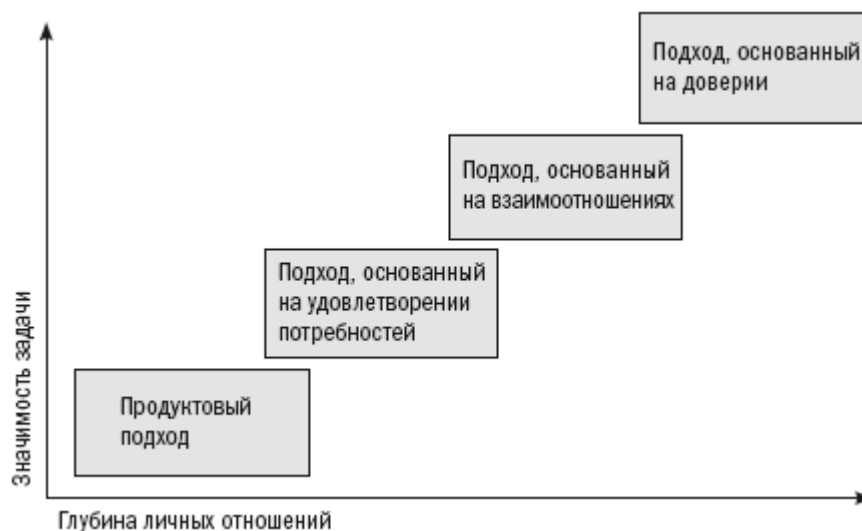 Подход, основанный
на доверии
Подход, основанный
на взаимоотношениях
Подход, основанный
на удовлетворении
потребностей
Продуктовый
подход
Значимость задачи
Глубина личных отношений